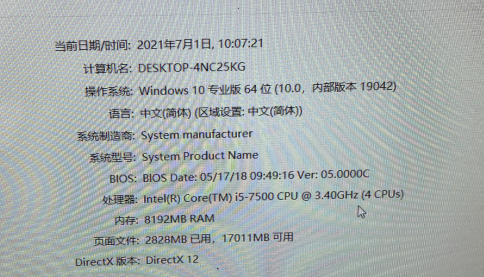 当前日期/时间: 2021年7月1日, 10:07:21
计算机名: DESKTOP-4NC25KG
操作系统: Windows 10 专业版 64 位 (10.0，内部版本 19042)
语言: 中文(简体) (区域设置: 中文(简体))
系统制造商: System manufacturer
系统型号: System Product Name
BIOS: BIOS Date: 05/17/18 09:49:16 Ver: 05.0000C
处理器: Intel(R) Core(TM) i5-7500 CPU @ 3.40GHz (4 CPUs)
内存: 8192MB RAM
页面文件: 2828MB 已用，17011MB 可用
DirectX 版本: DirectX 12